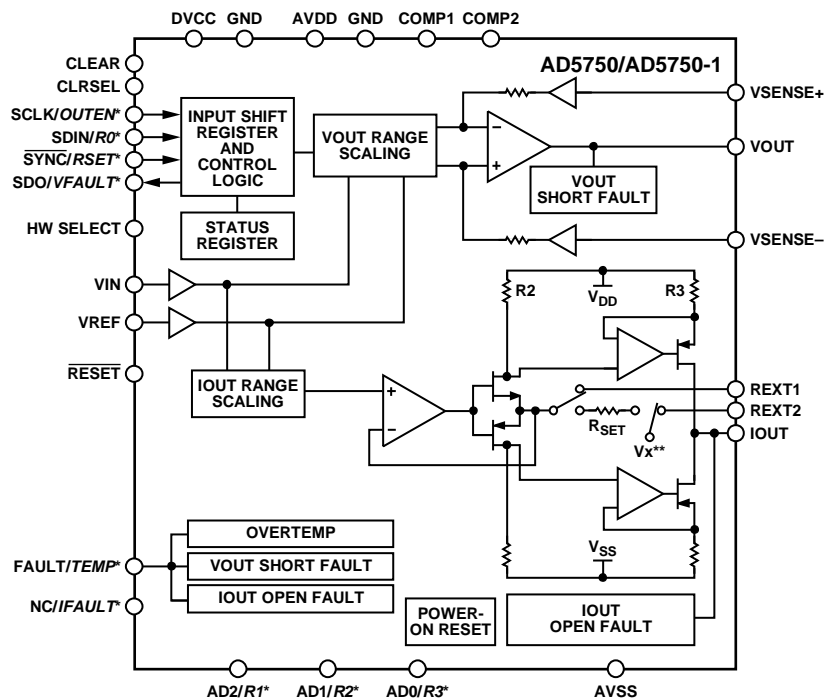 DVCC GND AVDD GND COMP1 COMP2
AD5750/AD5750-1
CLEAR
CLRSEL
SCLK/OUTEN*
SDIN/R0*
SYNC/RSET*
SDO/VFAULT*
HW SELECT
VIN
VREF
RESET
FAULT/TEMP*
NC/IFAULT*
INPUT SHIFT
REGISTER
AND
CONTROL
LOGIC
STATUS
REGISTER
VOUT RANGE
SCALING
IOUT RANGE
SCALING
VOUT
SHORT FAULT
VSENSE+
VOUT
VSENSE–
R2
VDD
R3
REXT1
REXT2
IOUT
RSET
Vx**
VSS
OVERTEMP
VOUT SHORT FAULT
IOUT OPEN FAULT
POWER-
ON RESET
IOUT
OPEN FAULT
AD2/R1* AD1/R2* AD0/R3* AVSS